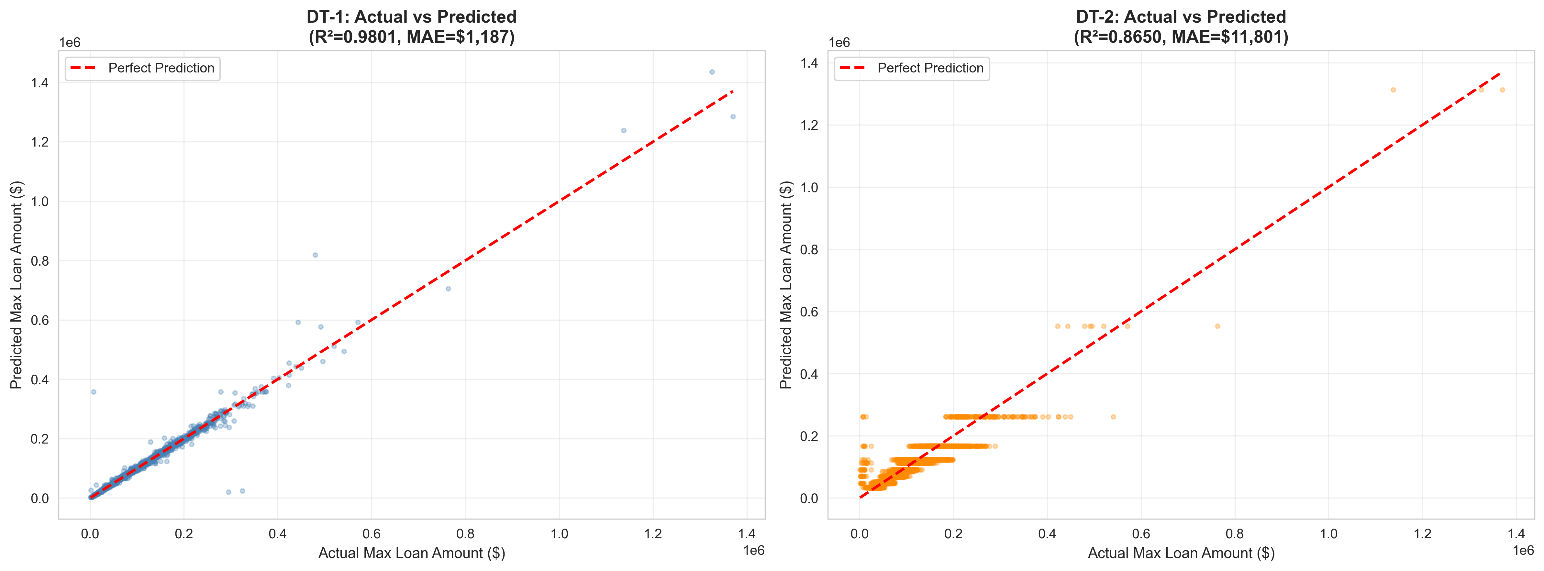 DT-1: Actual vs Predicted
(R²=0.9801, MAE=$1,187)
1e6
Perfect Prediction
1.4
1.2
1.0
0.8
0.6
0.4
0.2
0.0
Predicted Max Loan Amount ($)
0.0 0.2 0.4 0.6 0.8 1.0 1.2 1.4
1e6
Actual Max Loan Amount ($)
DT-2: Actual vs Predicted
(R²=0.8650, MAE=$11,801)
1e6
Perfect Prediction
1.4
1.2
1.0
0.8
0.6
0.4
0.2
0.0
Predicted Max Loan Amount ($)
0.0 0.2 0.4 0.6 0.8 1.0 1.2 1.4
1e6
Actual Max Loan Amount ($)